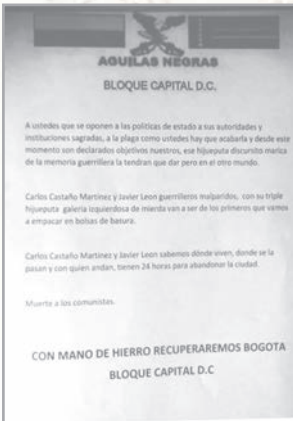 AGUILAS NEGRAS
BLOQUE CAPITAL D.C.
A ustedes que se oponen a las politicas de estado a sus autoridades y
instituciones sagradas, a la plaga como ustedes hay que acabarla y desde este
momento son declarados objetivos nuestros, ese hijueputa discursito marica
de la memoria guerrillera la tendran que dar pero en el otro mundo.
Carlos Castaño Martinez y Javier Leon guerrilleros malparidos, con su triple
hijueputa galeria izquierdosa de mierda van a ser de los primeros que vamos
a empacar en bolsas de basura.
Carlos Castaño Martinez y Javier Leon sabemos dónde viven, donde se la
pasan y con quien andan, tienen 24 horas para abandonar la ciudad.
Muerte a los comunistas.
CON MANO DE HIERRO RECUPERAREMOS BOGOTA
BLOQUE CAPITAL D.C